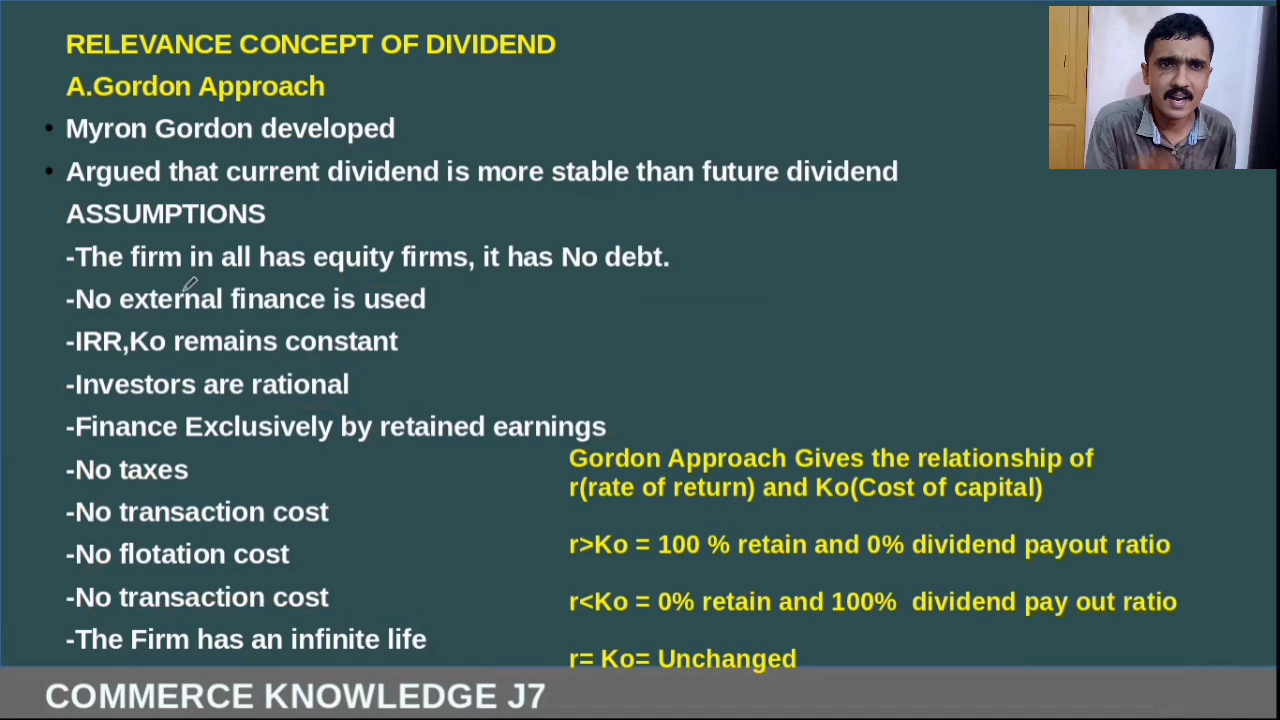 RELEVANCE CONCEPT OF DIVIDEND
A.Gordon Approach
• Myron Gordon developed
• Argued that current dividend is more stable than future dividend
ASSUMPTIONS
-The firm in all has equity firms, it has No debt.
-No external finance is used
-IRR,Ko remains constant
-Investors are rational
-Finance Exclusively by retained earnings
-No taxes
-No transaction cost
-No flotation cost
-No transaction cost
-The Firm has an infinite life
Gordon Approach Gives the relationship of
r(rate of return) and Ko(Cost of capital)
r>Ko = 100 % retain and 0% dividend payout ratio
r<Ko = 0% retain and 100% dividend pay out ratio
r= Ko= Unchanged
COMMERCE KNOWLEDGE J7